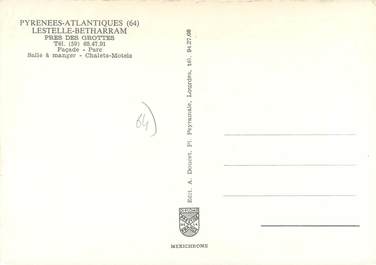 PYRENEES-ATLANTIQUES (64)
LESTELLE-BETHARRAM
PRES DES GROTTES
Tél. (59) 68.47.91
Façade - Parc
Salle à manger - Chalets-Motels
64)
Edit. A. Doucet, Pl. Peyramale, Lourdes, tél. 94.27.08
MEXICHROME